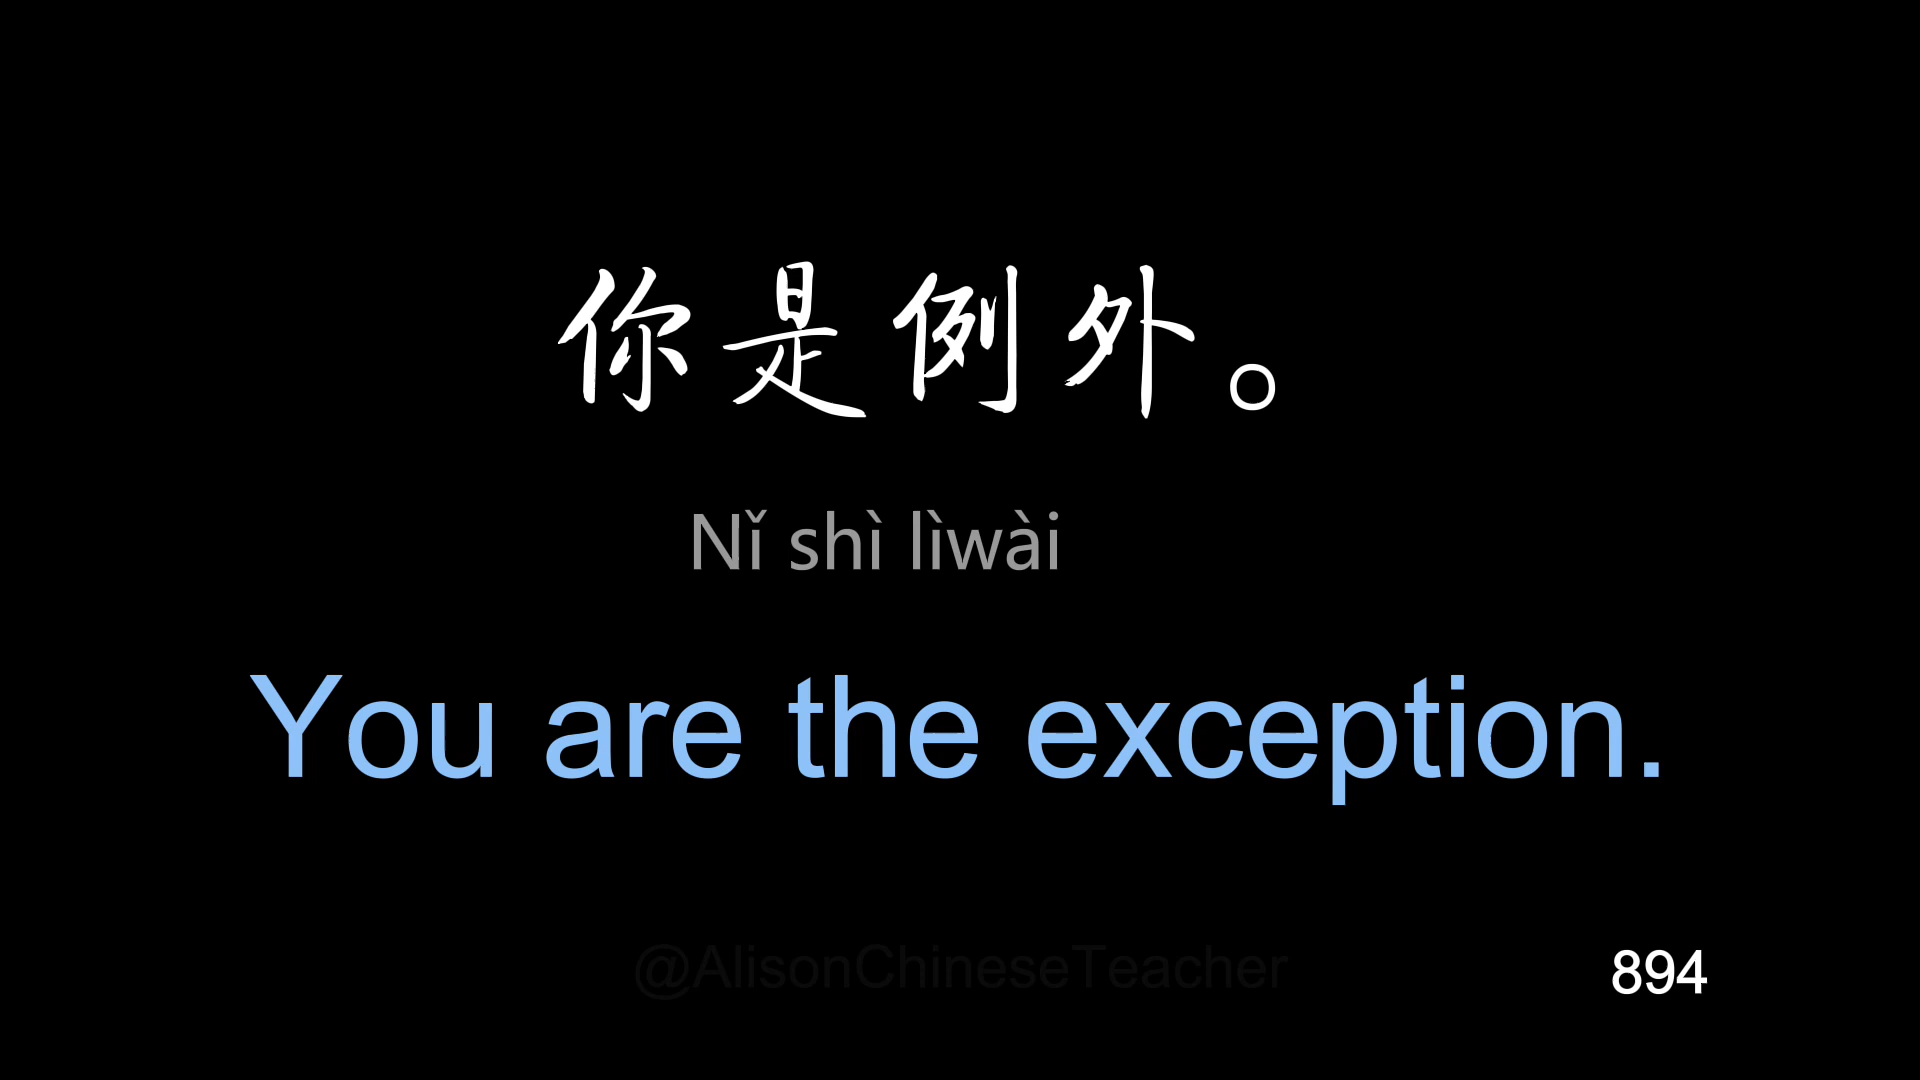 你是例外。
Nǐ shì lìwài
You are the exception.
@AlisonChineseTeacher
894